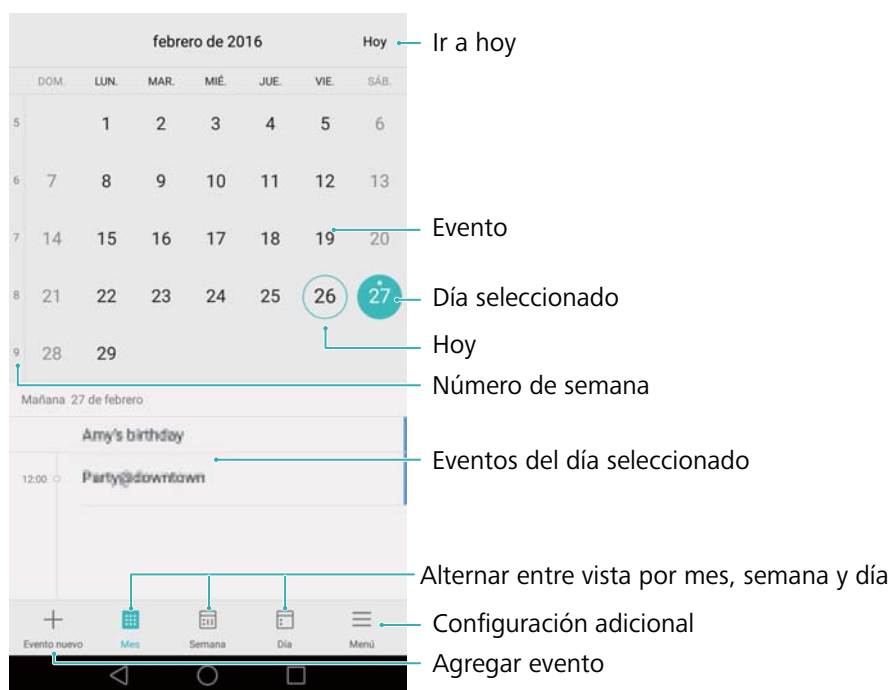 febrero de 2016 Hoy Ir a hoy
DOM. LUN. MAR. MIÉ. JUE. VIE. SÁB.
5 1 2 3 4 5 6
6 7 8 9 10 11 12 13
7 14 15 16 17 18 19 20
Evento
8 21 22 23 24 25 26 27
Día seleccionado
Hoy
9 28 29
Número de semana
Mañana 27 de febrero
Amy's birthday
Eventos del día seleccionado
12:00 Party@downtown
Alternar entre vista por mes, semana y día
Configuración adicional
Evento nuevo Mes Semana Día Menú
Agregar evento